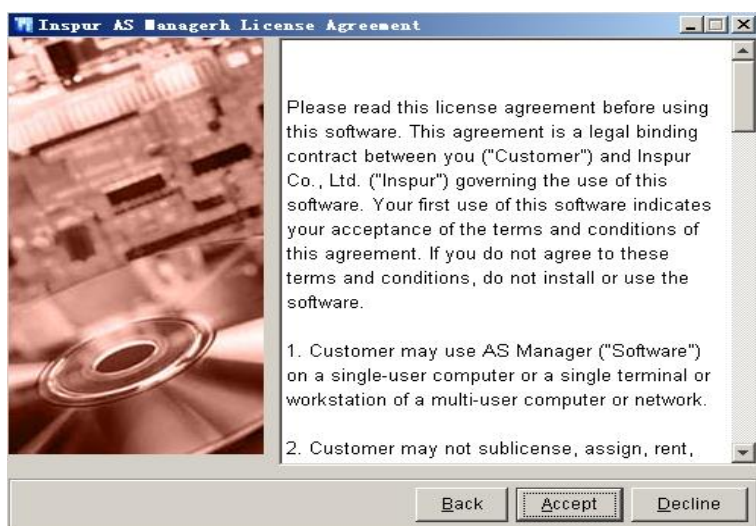 Inspur AS Managerh License Agreement
Please read this license agreement before using
this software. This agreement is a legal binding
contract between you ("Customer") and Inspur
Co., Ltd. ("Inspur") governing the use of this
software. Your first use of this software indicates
your acceptance of the terms and conditions of
this agreement. If you do not agree to these
terms and conditions, do not install or use the
software.
1. Customer may use AS Manager ("Software")
on a single-user computer or a single terminal or
workstation of a multi-user computer or network.
2. Customer may not sublicense, assign, rent,
Back Accept Decline